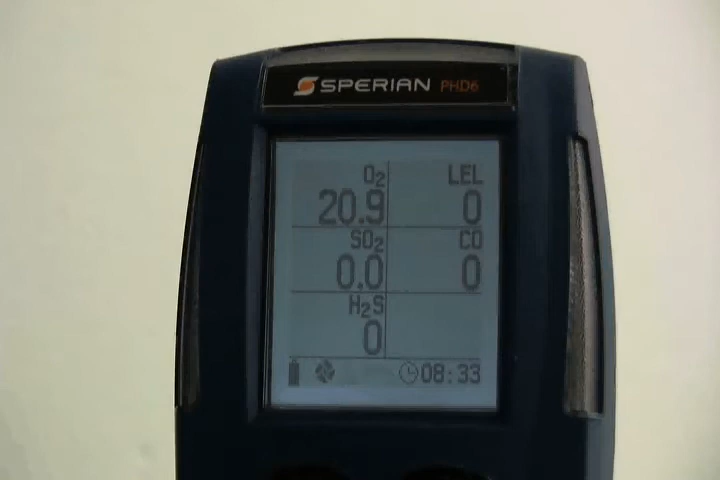 SPERIAN PHD6
O2 LEL
20.9 0
SO2 CO
0.0 0
H2S
0
08:33